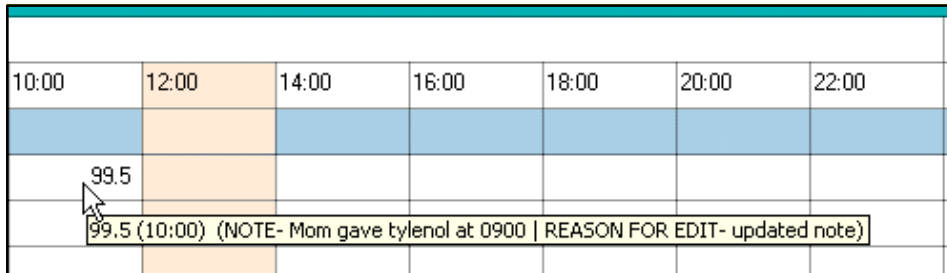 10:00 12:00 14:00 16:00 18:00 20:00 22:00
99.5
99.5 (10:00) (NOTE- Mom gave tylenol at 0900 | REASON FOR EDIT- updated note)